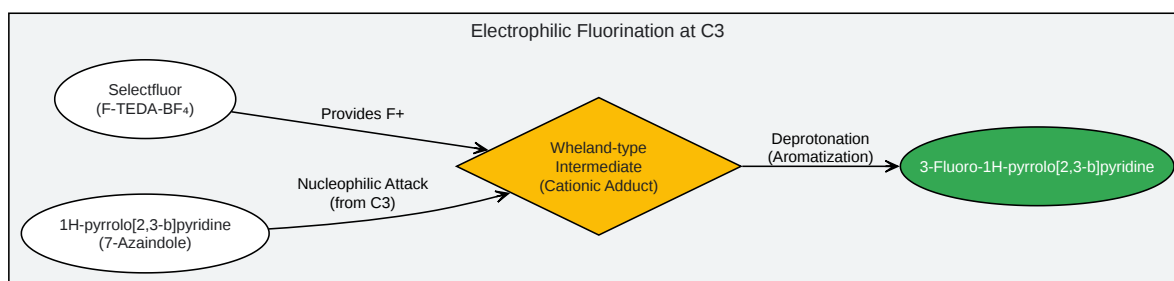 Electrophilic Fluorination at C3
Selectfluor
(F-TEDA-BF₄)
Provides F+
Nucleophilic Attack
(from C3)
1H-pyrrolo[2,3-b]pyridine
(7-Azaindole)
Wheland-type
Intermediate
(Cationic Adduct)
Deprotonation
(Aromatization)
3-Fluoro-1H-pyrrolo[2,3-b]pyridine